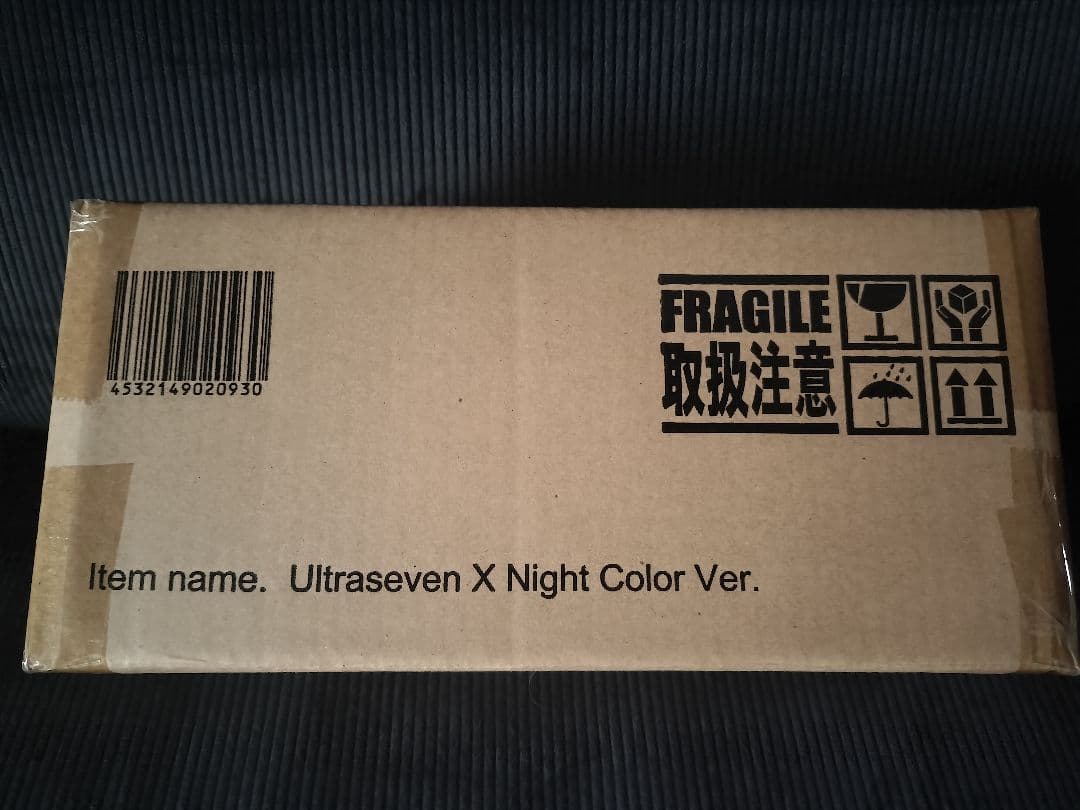 4532149020930
FRAGILE
取扱注意
Item name. Ultraseven X Night Color Ver.